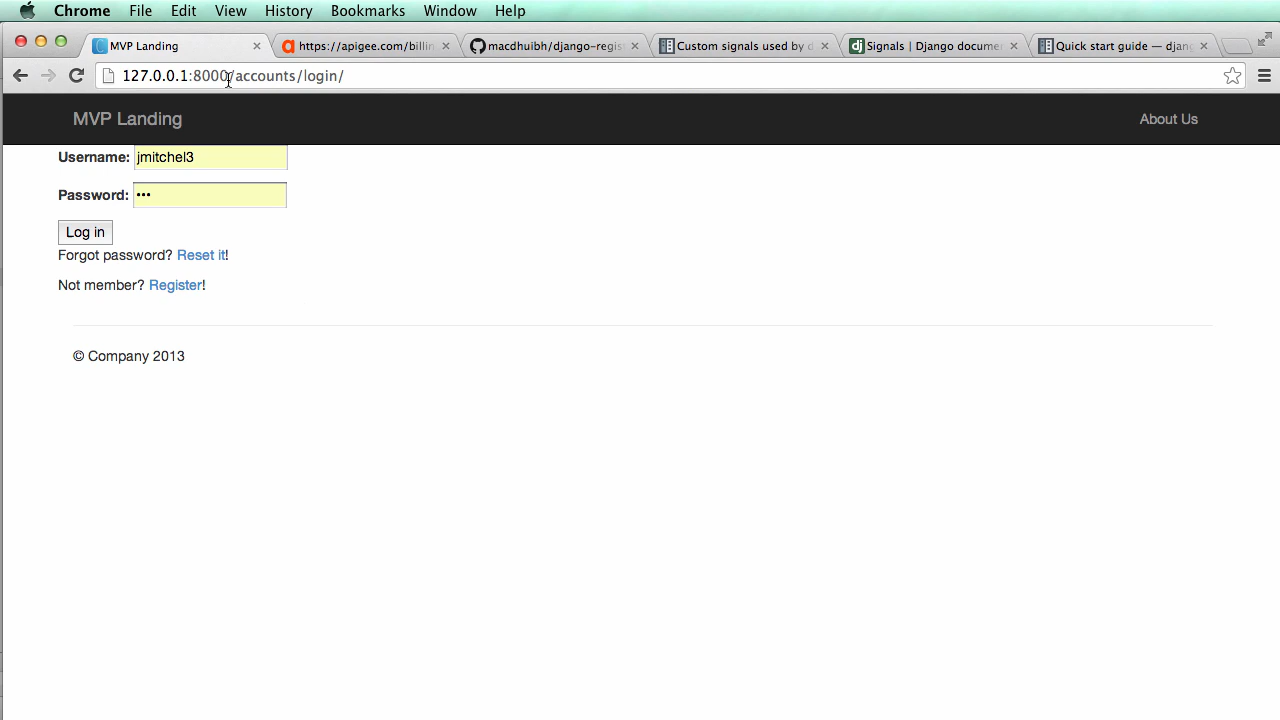 Chrome File Edit View History Bookmarks Window Help
MVP Landing https://apigee.com/billin macdhuibh/django-regis Custom signals used by d Signals | Django documen Quick start guide — djan
127.0.0.1:8000/accounts/login/
MVP Landing About Us
Username: jmitchel3
Password: •••
Log in
Forgot password? Reset it!
Not member? Register!
© Company 2013